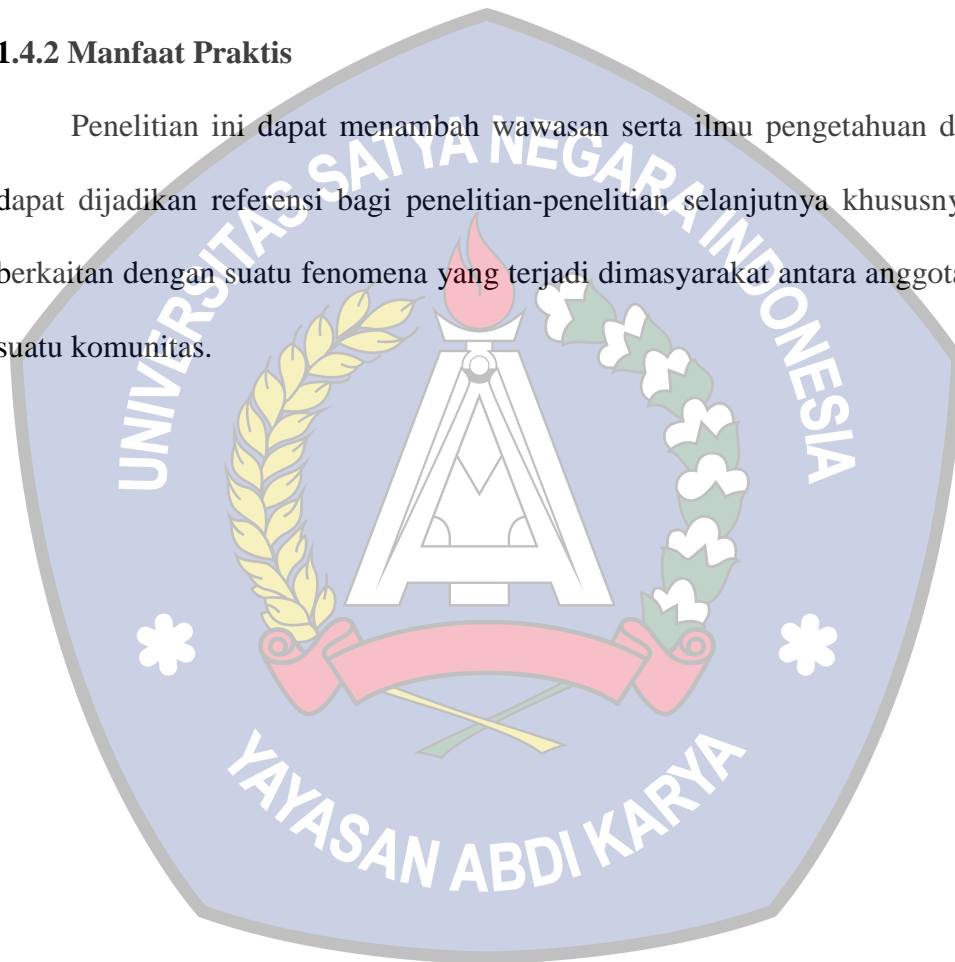 1.4.2 Manfaat Praktis
Penelitian ini dapat menambah wawasan serta ilmu pengetahuan d
dapat dijadikan referensi bagi penelitian-penelitian selanjutnya khususny
berkaitan dengan suatu fenomena yang terjadi dimasyarakat antara anggota
suatu komunitas.
UNIVERSITAS SATYA NEGARA INDONESIA
YAYASAN ABDI KARYA